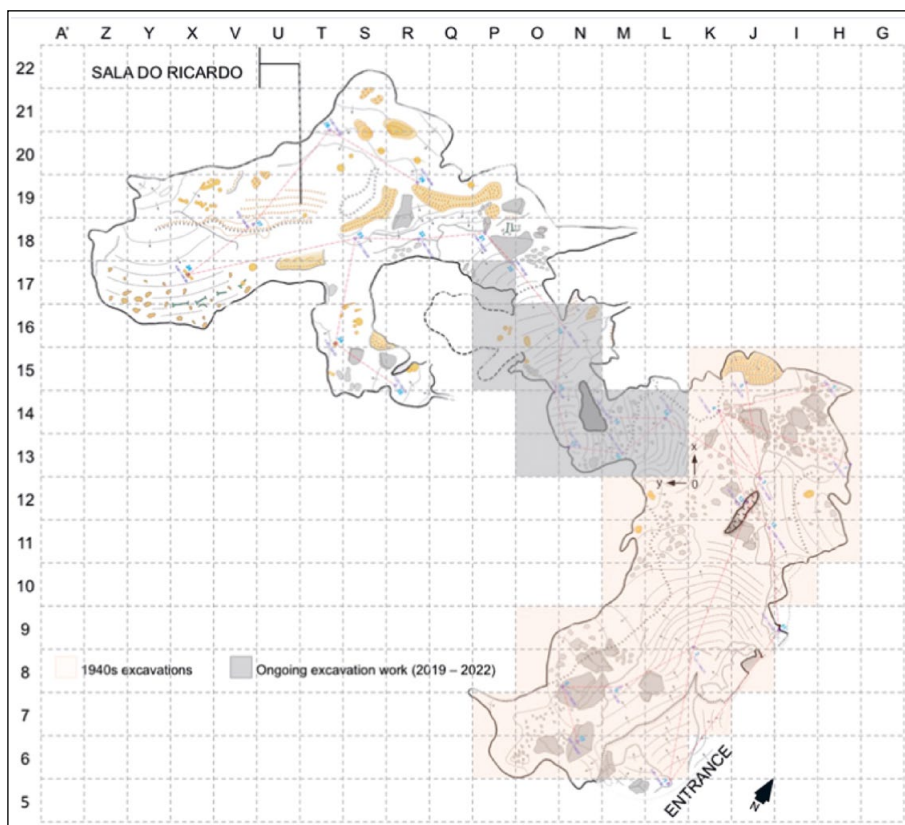 A' Z Y X V U T S R Q P O N M L K J I H G
22
SALA DO RICARDO
21
20
19
18
17
16
15
14
13
x
y 0
12
11
10
9
8
1940s excavations
Ongoing excavation work (2019 – 2022)
7
6
ENTRANCE
N
5